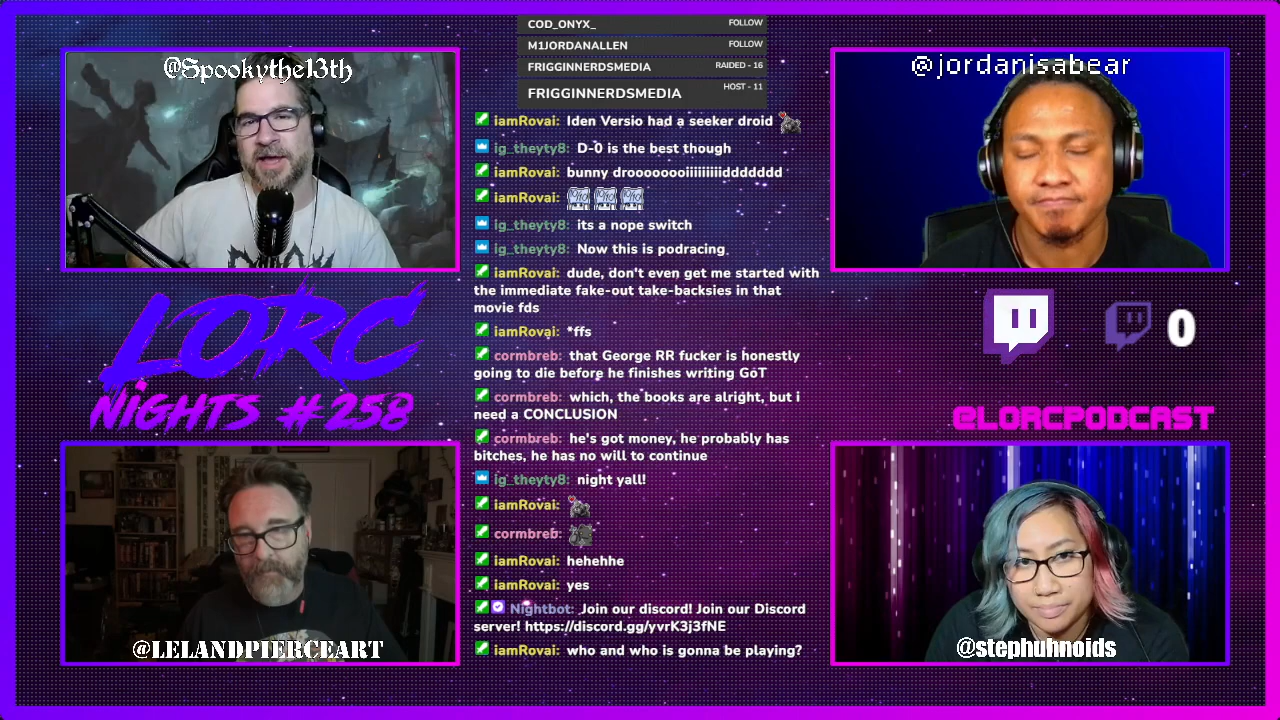 COD_ONYX_ FOLLOW
M1JORDANALLEN FOLLOW
FRIGGINNERDSMEDIA RAIDED - 16
FRIGGINNERDSMEDIA HOST - 11
@Spookythe13th
@jordanisabear
iamRovai: Iden Versio had a seeker droid
ig_theyty8: D-0 is the best though
iamRovai: bunny droooooooiiiiiiiiidddddddd
iamRovai:
ig_theyty8: its a nope switch
ig_theyty8: Now this is podracing.
iamRovai: dude, don't even get me started with
the immediate fake-out take-backsies in that
movie fds
iamRovai: *ffs
cormbreb: that George RR fucker is honestly
going to die before he finishes writing GoT
cormbreb: which, the books are alright, but i
need a CONCLUSION
cormbreb: he's got money, he probably has
bitches, he has no will to continue
ig_theyty8: night yall!
iamRovai:
cormbreb:
iamRovai: hehehhe
iamRovai: yes
Nightbot: Join our discord! Join our Discord
server! https://discord.gg/yvrK3j3fNE
iamRovai: who and who is gonna be playing?
LORC
NIGHTS #258
0
@LORCPODCAST
@LELANDPIERCEART
@stephuhnoids